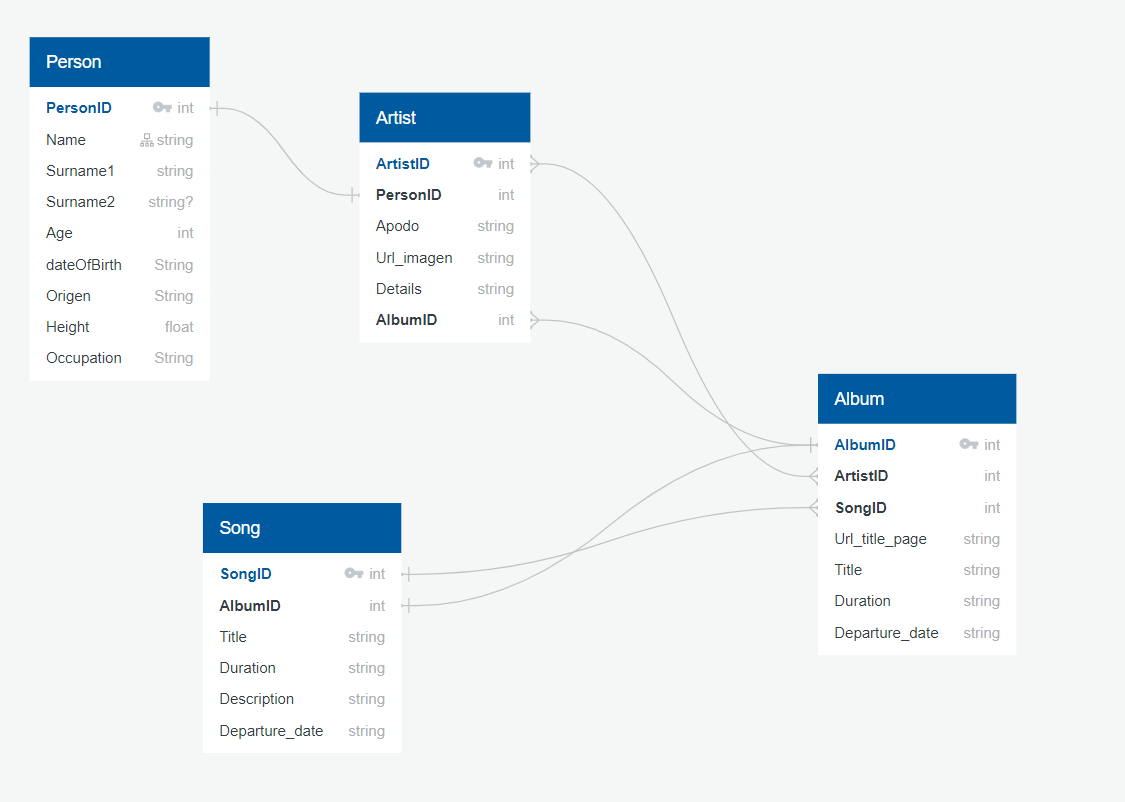 Person
PersonID int
Name string
Surname1 string
Surname2 string?
Age int
dateOfBirth String
Origen String
Height float
Occupation String
Artist
ArtistID int
PersonID int
Apodo string
Url_imagen string
Details string
AlbumID int
Album
AlbumID int
ArtistID int
SongID int
Url_title_page string
Title string
Duration string
Departure_date string
Song
SongID int
AlbumID int
Title string
Duration string
Description string
Departure_date string